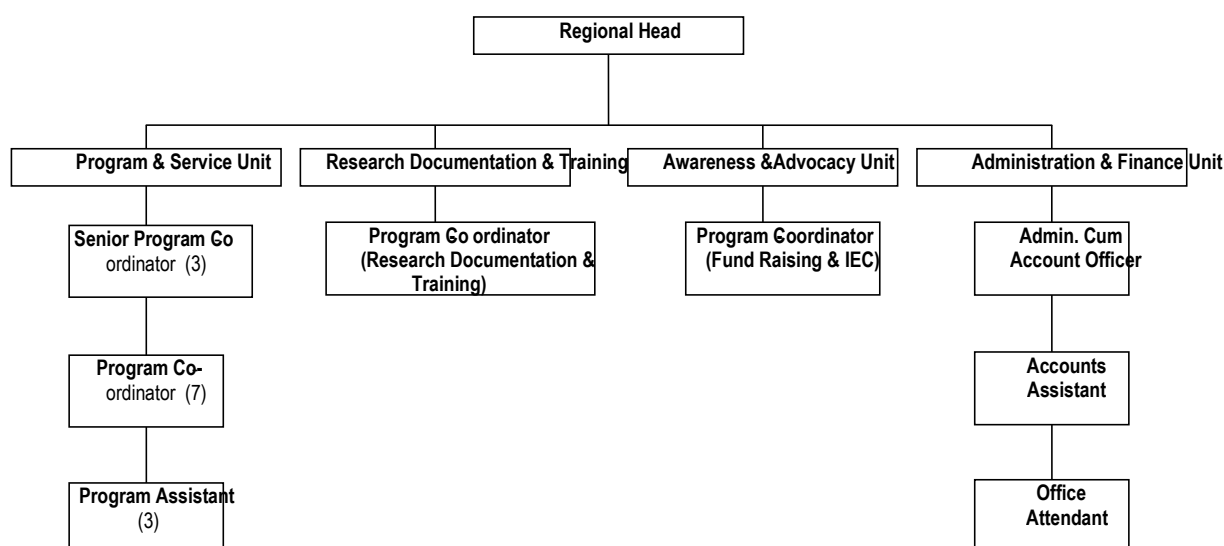 Regional Head
Program & Service Unit
Research Documentation & Training
Awareness &Advocacy Unit
Administration & Finance Unit
Senior Program Co
ordinator (3)
Program Co ordinator
(Research Documentation &
Training)
Program Coordinator
(Fund Raising & IEC)
Admin. Cum
Account Officer
Program Co-
ordinator (7)
Accounts
Assistant
Program Assistant
(3)
Office
Attendant